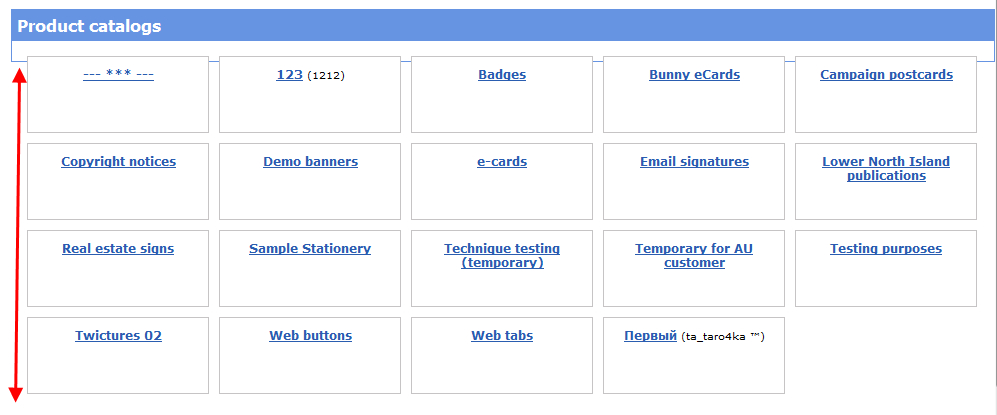 Product catalogs
--- *** ---
123 (1212)
Badges
Bunny eCards
Campaign postcards
Copyright notices
Demo banners
e-cards
Email signatures
Lower North Island
publications
Real estate signs
Sample Stationery
Technique testing
(temporary)
Temporary for AU
customer
Testing purposes
Twictures 02
Web buttons
Web tabs
Первый (ta_taro4ka ™)